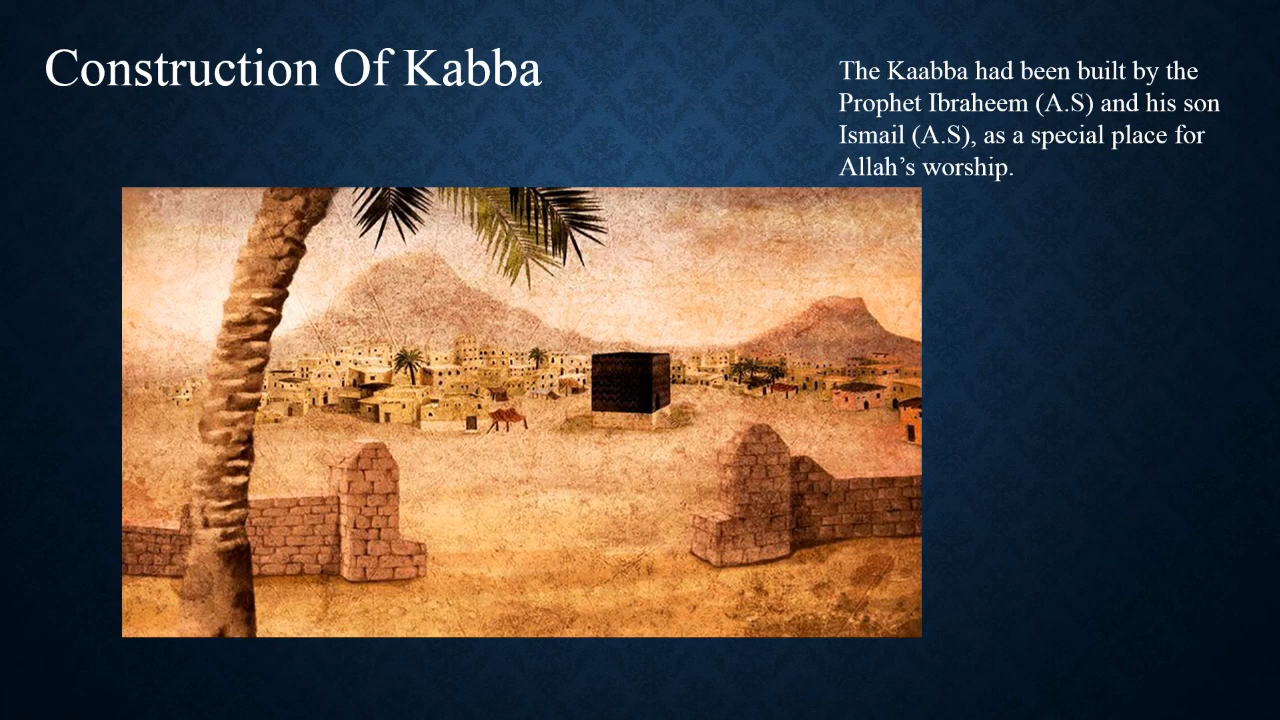 Construction Of Kabba
The Kaabba had been built by the
Prophet Ibraheem (A.S) and his son
Ismail (A.S), as a special place for
Allah’s worship.